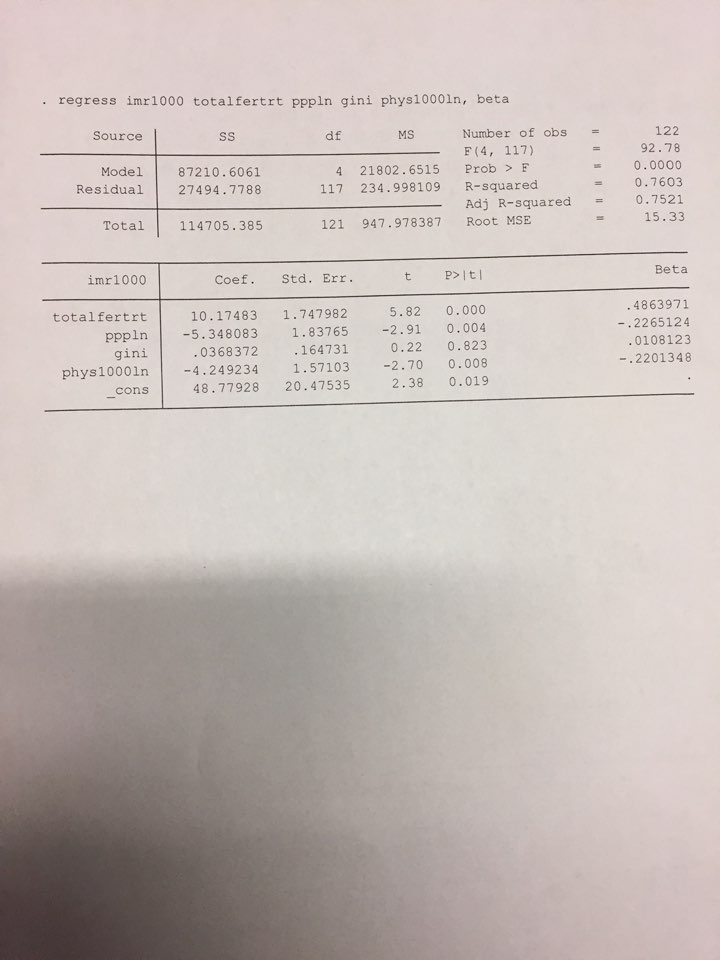 . regress imr1000 totalfertrt pppln gini phys1000ln, beta
Source SS df MS Number of obs = 122
F(4, 117) = 92.78
Model 87210.6061 4 21802.6515 Prob > F = 0.0000
Residual 27494.7788 117 234.998109 R-squared = 0.7603
Adj R-squared = 0.7521
Total 114705.385 121 947.978387 Root MSE = 15.33
imr1000 Coef. Std. Err. t P>|t| Beta
totalfertrt 10.17483 1.747982 5.82 0.000 .4863971
pppln -5.348083 1.83765 -2.91 0.004 -.2265124
gini .0368372 .164731 0.22 0.823 .0108123
phys1000ln -4.249234 1.57103 -2.70 0.008 -.2201348
_cons 48.77928 20.47535 2.38 0.019 .